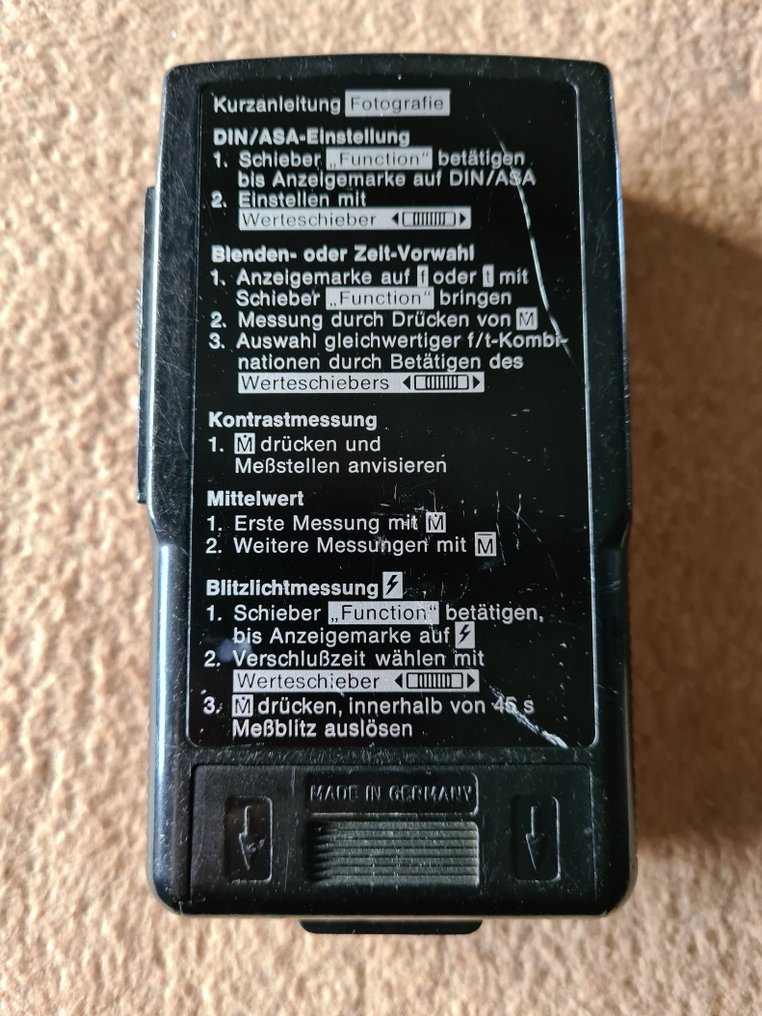 Kurzanleitung Fotografie
DIN/ASA-Einstellung
1. Schieber „Function“ betätigen
bis Anzeigemarke auf DIN/ASA
2. Einstellen mit
Werteschieber
Blenden- oder Zeit-Vorwahl
1. Anzeigemarke auf f oder t mit
Schieber „Function“ bringen
2. Messung durch Drücken von Ṁ
3. Auswahl gleichwertiger f/t-Kombi-
nationen durch Betätigen des
Werteschiebers
Kontrastmessung
1. Ṁ drücken und
Meßstellen anvisieren
Mittelwert
1. Erste Messung mit Ṁ
2. Weitere Messungen mit M̅
Blitzlichtmessung
1. Schieber „Function“ betätigen,
bis Anzeigemarke auf
2. Verschlußzeit wählen mit
Werteschieber
3. Ṁ drücken, innerhalb von 45 s
Meßblitz auslösen
MADE IN GERMANY